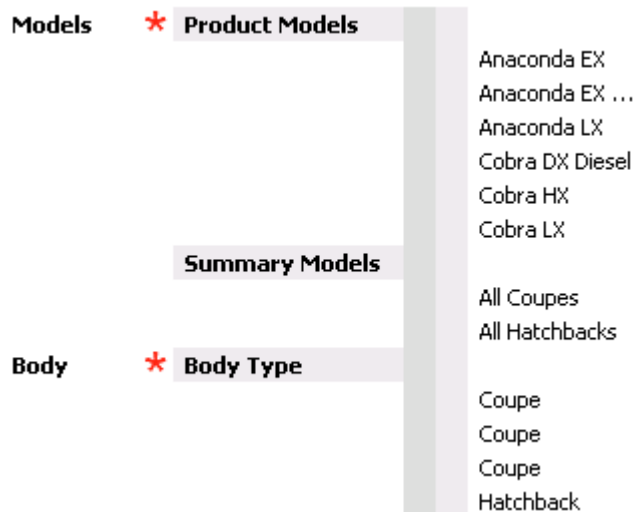 Models * Product Models
Anaconda EX
Anaconda EX ...
Anaconda LX
Cobra DX Diesel
Cobra HX
Cobra LX
Summary Models
All Coupes
All Hatchbacks
Body * Body Type
Coupe
Coupe
Coupe
Hatchback